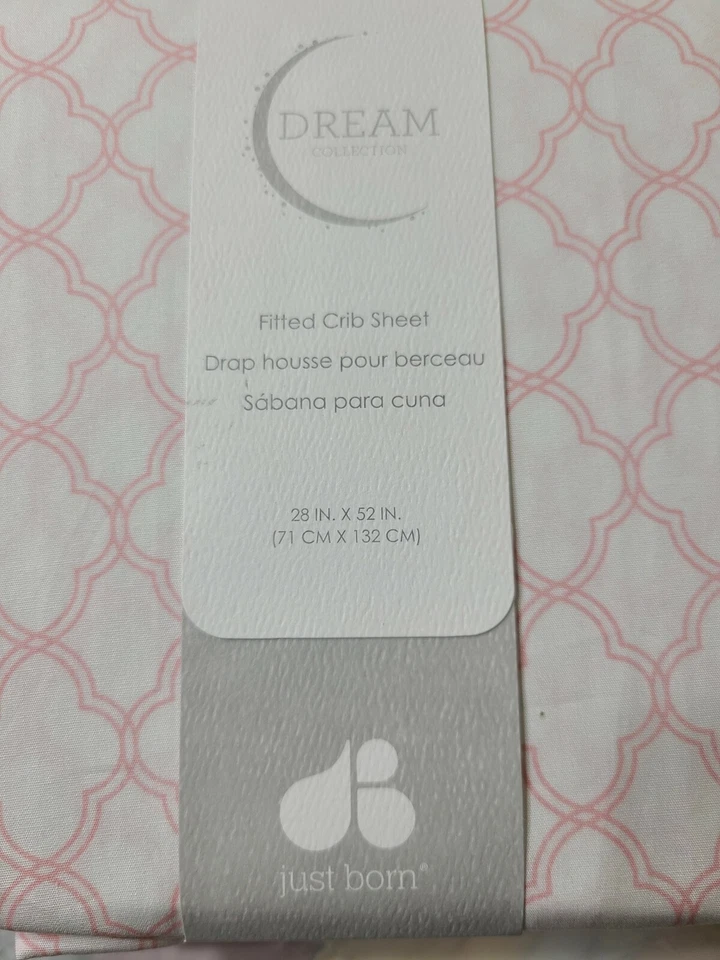 DREAM
COLLECTION
Fitted Crib Sheet
Drap housse pour berceau
Sábana para cuna
28 IN. X 52 IN.
(71 CM X 132 CM)
just born®